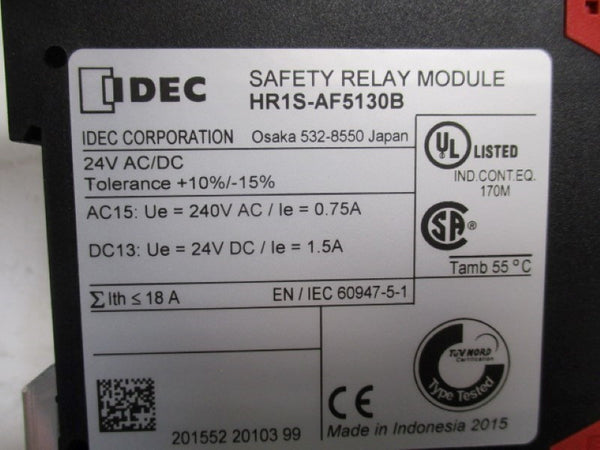 IDEC
SAFETY RELAY MODULE
HR1S-AF5130B
IDEC CORPORATION Osaka 532-8550 Japan
24V AC/DC
Tolerance +10%/-15%
AC15: Ue = 240V AC / Ie = 0.75A
DC13: Ue = 24V DC / Ie = 1.5A
UL LISTED
IND.CONT.EQ.
170M
SA ®
Tamb 55 °C
∑ Ith ≤ 18 A
EN / IEC 60947-5-1
TÜV NORD
Certification
Type Tested
CE
201552 20103 99
Made in Indonesia 2015